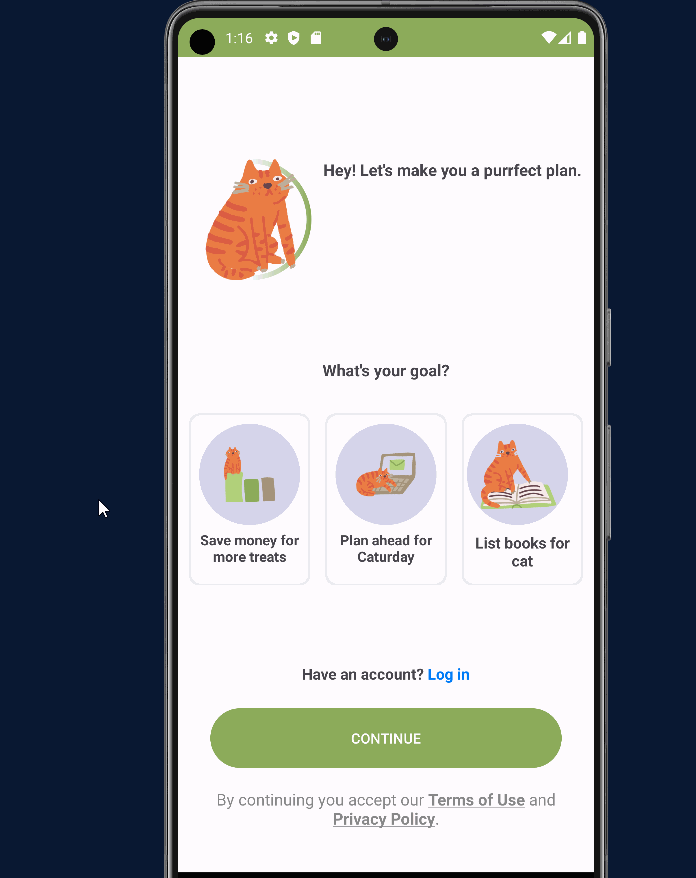 1:16
Hey! Let's make you a purrfect plan.
What's your goal?
Save money for
more treats
Plan ahead for
Caturday
List books for
cat
Have an account? Log in
CONTINUE
By continuing you accept our Terms of Use and
Privacy Policy.